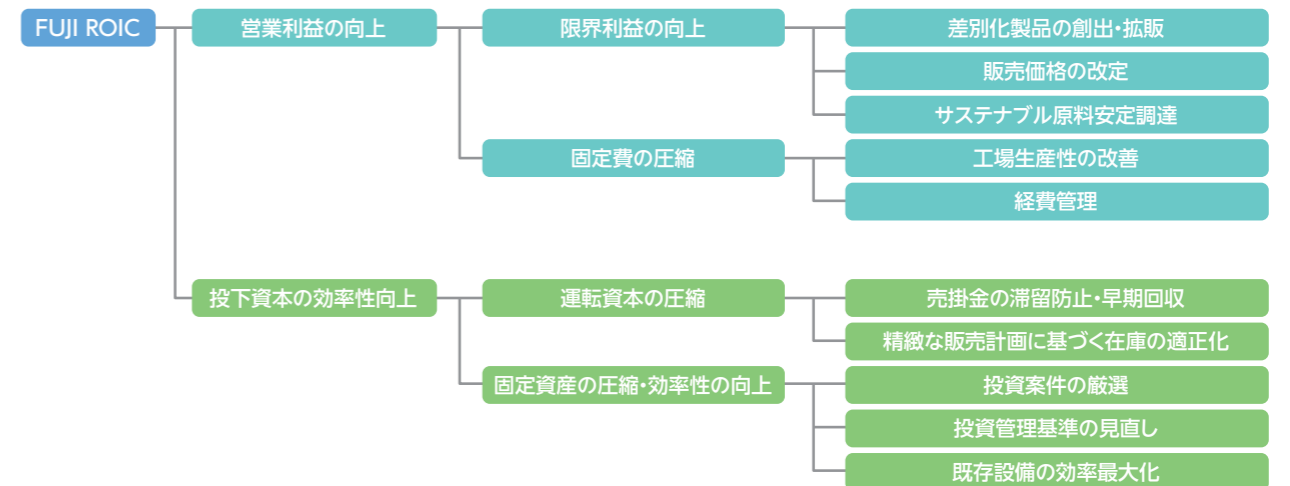 FUJI ROIC
営業利益の向上
限界利益の向上
差別化製品の創出・拡販
販売価格の改定
サステナブル原料安定調達
固定費の圧縮
工場生産性の改善
経費管理
投下資本の効率性向上
運転資本の圧縮
売掛金の滞留防止・早期回収
精緻な販売計画に基づく在庫の適正化
固定資産の圧縮・効率性の向上
投資案件の厳選
投資管理基準の見直し
既存設備の効率最大化